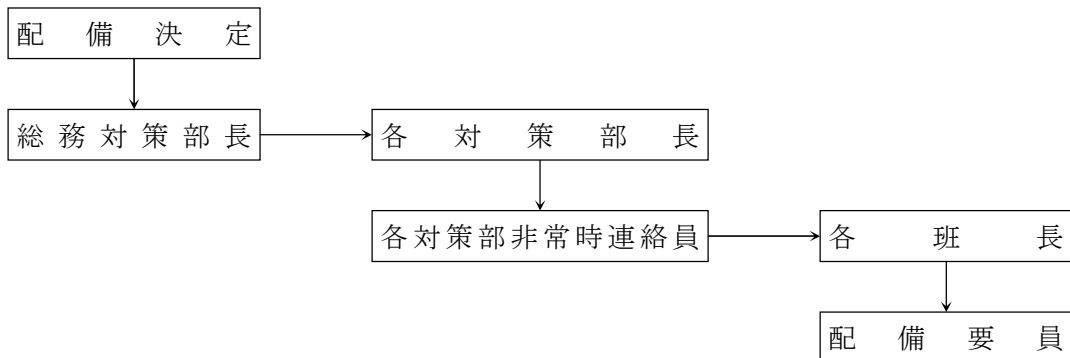 配備決定
総務対策部長
各対策部長
各対策部非常時連絡員
各班長
配備要員